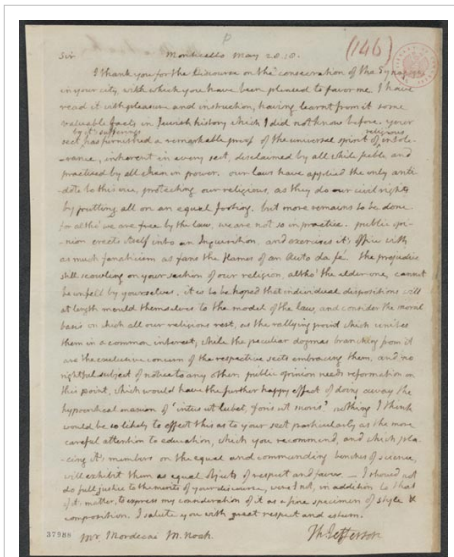 (146)
Sir Monticello May 28. 18.
I thank you for the Discourse on the consecration of the Synagogue
in your city, with which you have been pleased to favor me. I have
read it with pleasure and instruction, having learnt from it some
valuable facts in Jewish history which I did not know before. your
by it's sufferings
sect has furnished a remarkable proof of the universal spirit of religious intole-
rance, inherent in every sect, disclaimed by all while feeble, and
practised by all when in power. our laws have applied the only anti-
dote to this vice, protecting our religious, as they do our civil rights
by putting all on an equal footing. but more remains to be done.
for altho' we are free by the law, we are not so in practice. public opi-
-nion erects itself into an Inquisition, and exercises it's office with
as much fanaticism as fans the flames of an Auto da fé. the prejudice
still scowling on your section of our religion, altho' the elder one, cannot
be unfelt by yourselves. it is to be hoped that individual dispositions will
at length mould themselves to the model of the law, and consider the moral
basis on which all our religions rest, as the rallying point which unites
them in a common interest; while the peculiar dogmas branching from it
are the exclusive concern of the respective sects embracing them, and no
rightful subject of notice to any other. public opinion needs reformation on
this point, which would have the further happy effect of doing away the
hypocritical maxim of 'intus ut lubet, foris ut moris'. nothing I think
would be so likely to effect this as to your sect particularly as the more
careful attention to education, which you recommend, and which pla-
-cing it's members on the equal and commanding benches of science,
will exhibit them as equal objects of respect and favor. — I should not
do full justice to the merits of your discourse, were I not, in addition to that
of it's matter, to express my consideration of it as a fine specimen of style &
composition. I salute you with great respect and esteem.
Th Jefferson
37988 Mr Mordecai M. Noah.